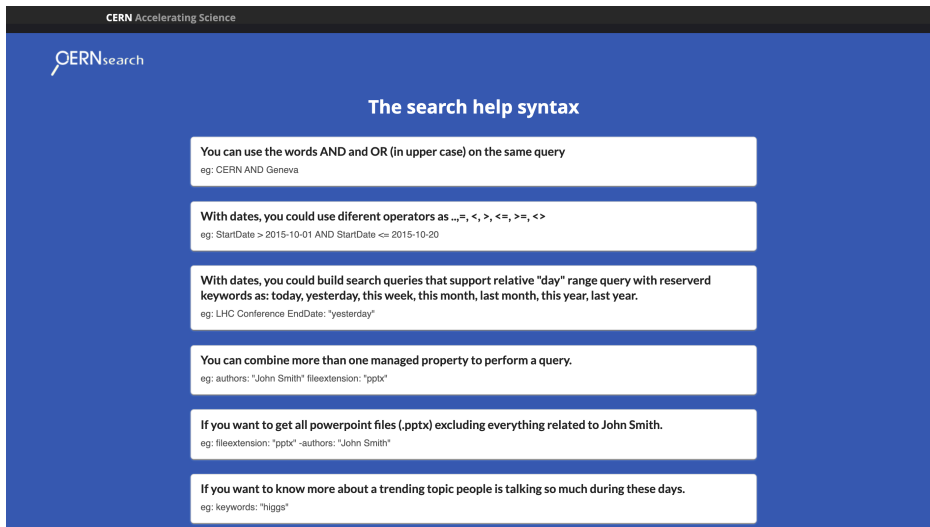 CERN Accelerating Science
CERNsearch
The search help syntax
You can use the words AND and OR (in upper case) on the same query
eg: CERN AND Geneva
With dates, you could use diferent operators as ..,=, <, >, <=, >=, <>
eg: StartDate > 2015-10-01 AND StartDate <= 2015-10-20
With dates, you could build search queries that support relative "day" range query with reserverd
keywords as: today, yesterday, this week, this month, last month, this year, last year.
eg: LHC Conference EndDate: "yesterday"
You can combine more than one managed property to perform a query.
eg: authors: "John Smith" fileextension: "pptx"
If you want to get all powerpoint files (.pptx) excluding everything related to John Smith.
eg: fileextension: "pptx" -authors: "John Smith"
If you want to know more about a trending topic people is talking so much during these days.
eg: keywords: "higgs"